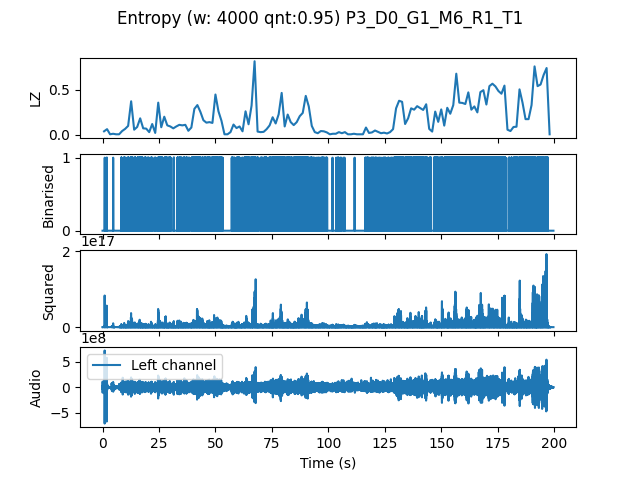 Entropy (w: 4000 qnt:0.95) P3_D0_G1_M6_R1_T1
0.5
0.0
LZ
1
0
Binarised
1e17
2
0
Squared
1e8
5
0
−5
Audio
Left channel
0 25 50 75 100 125 150 175 200
Time (s)